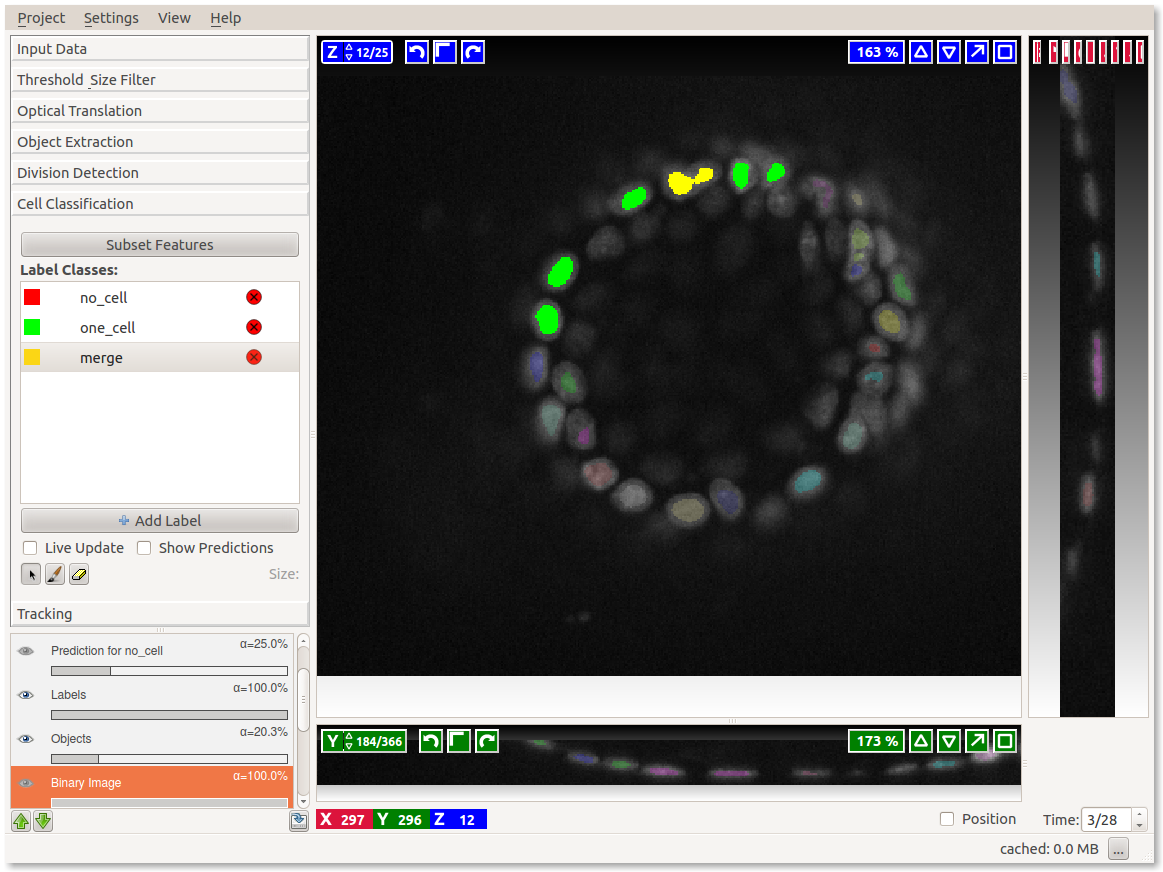 Project Settings View Help
Input Data
Threshold_Size Filter
Optical Translation
Object Extraction
Division Detection
Cell Classification
Subset Features
Label Classes:
no_cell
one_cell
merge
Add Label
Live Update Show Predictions
Size:
Tracking
Prediction for no_cell α=25.0%
Labels α=100.0%
Objects α=20.3%
Binary Image α=100.0%
Z 12/25 163 %
Y 184/366 173 %
X 297 Y 296 Z 12
Position Time: 3/28
cached: 0.0 MB ...